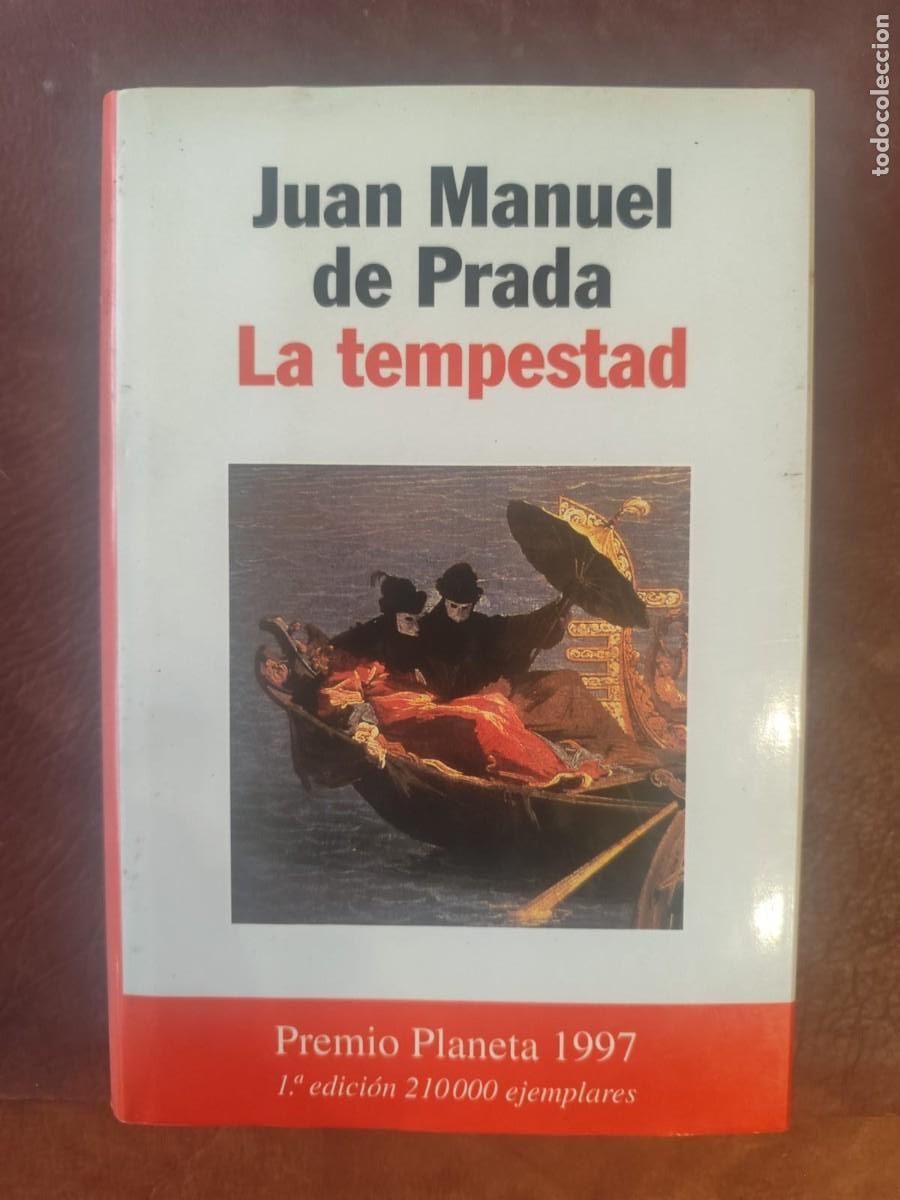 Juan Manuel
de Prada
La tempestad
Premio Planeta 1997
1.ª edición 210000 ejemplares
todocoleccion